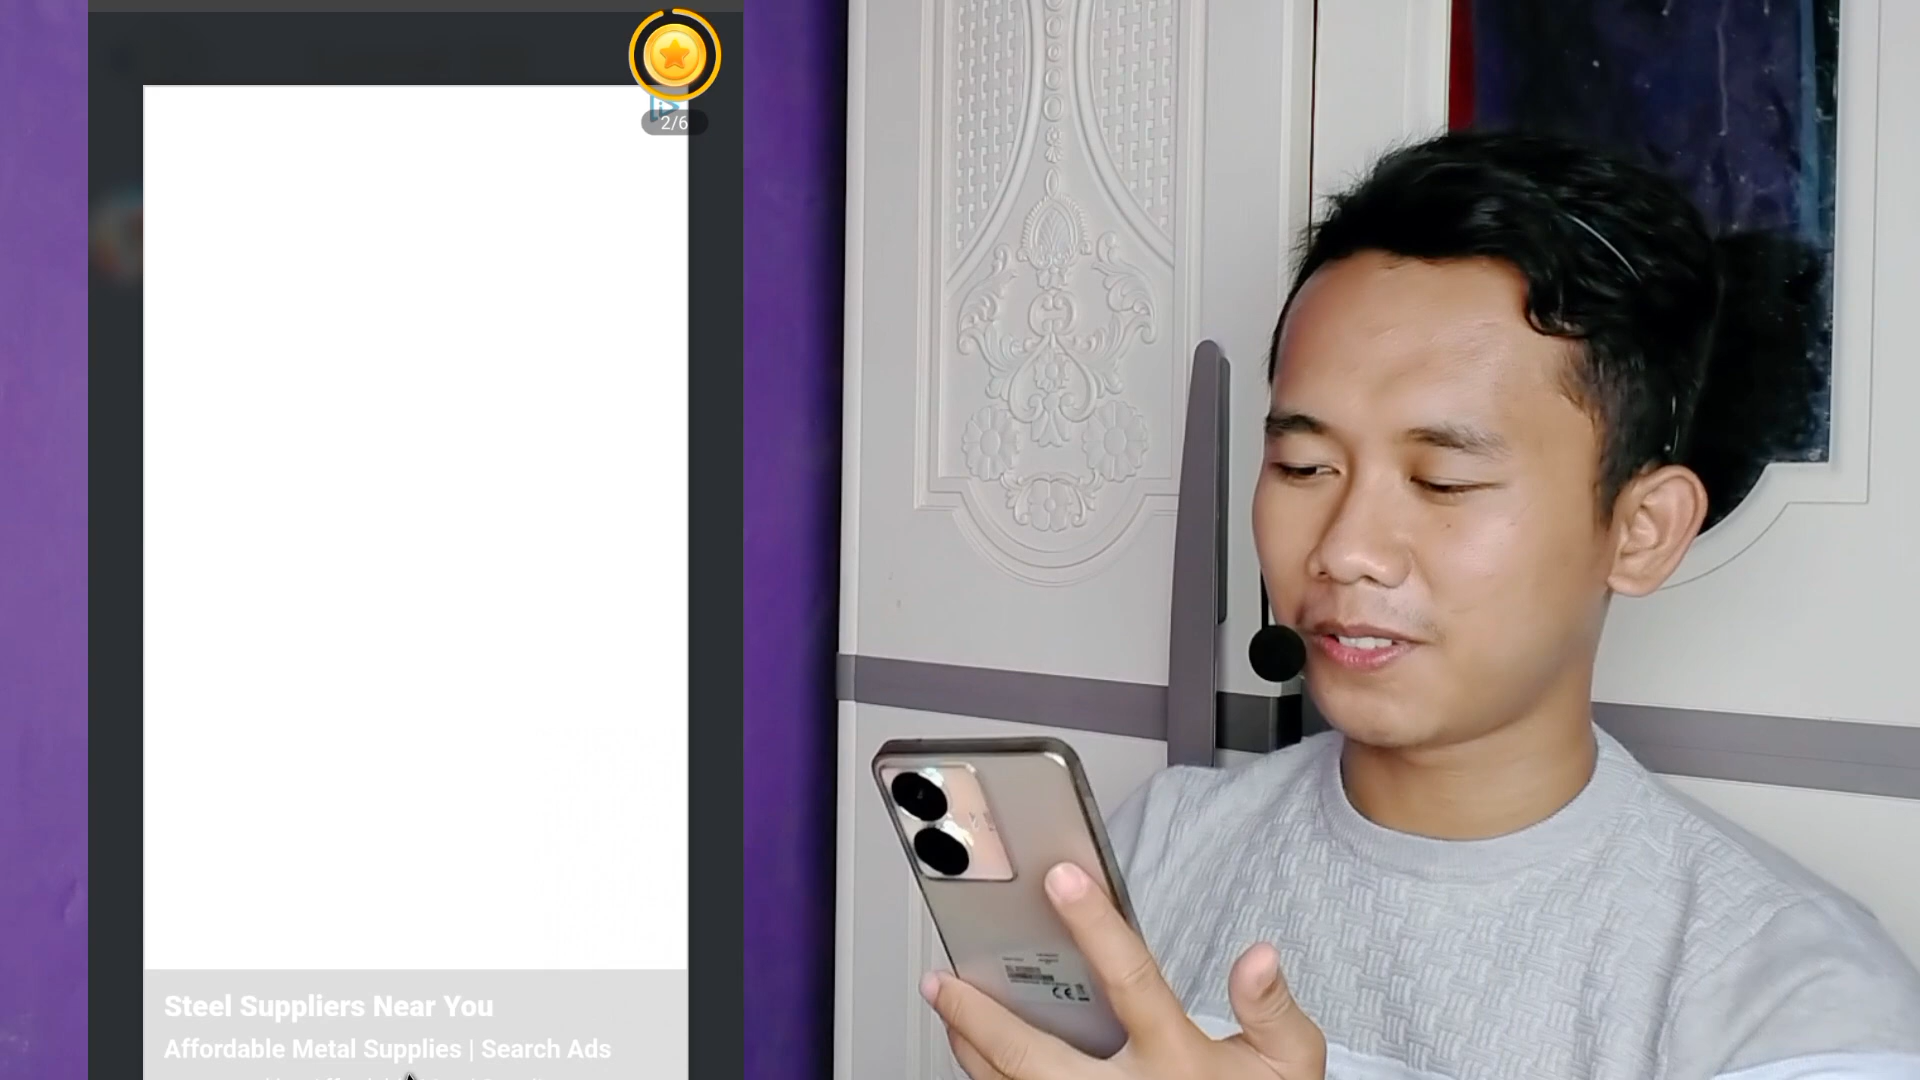 2/6
Steel Suppliers Near You
Affordable Metal Supplies | Search Ads